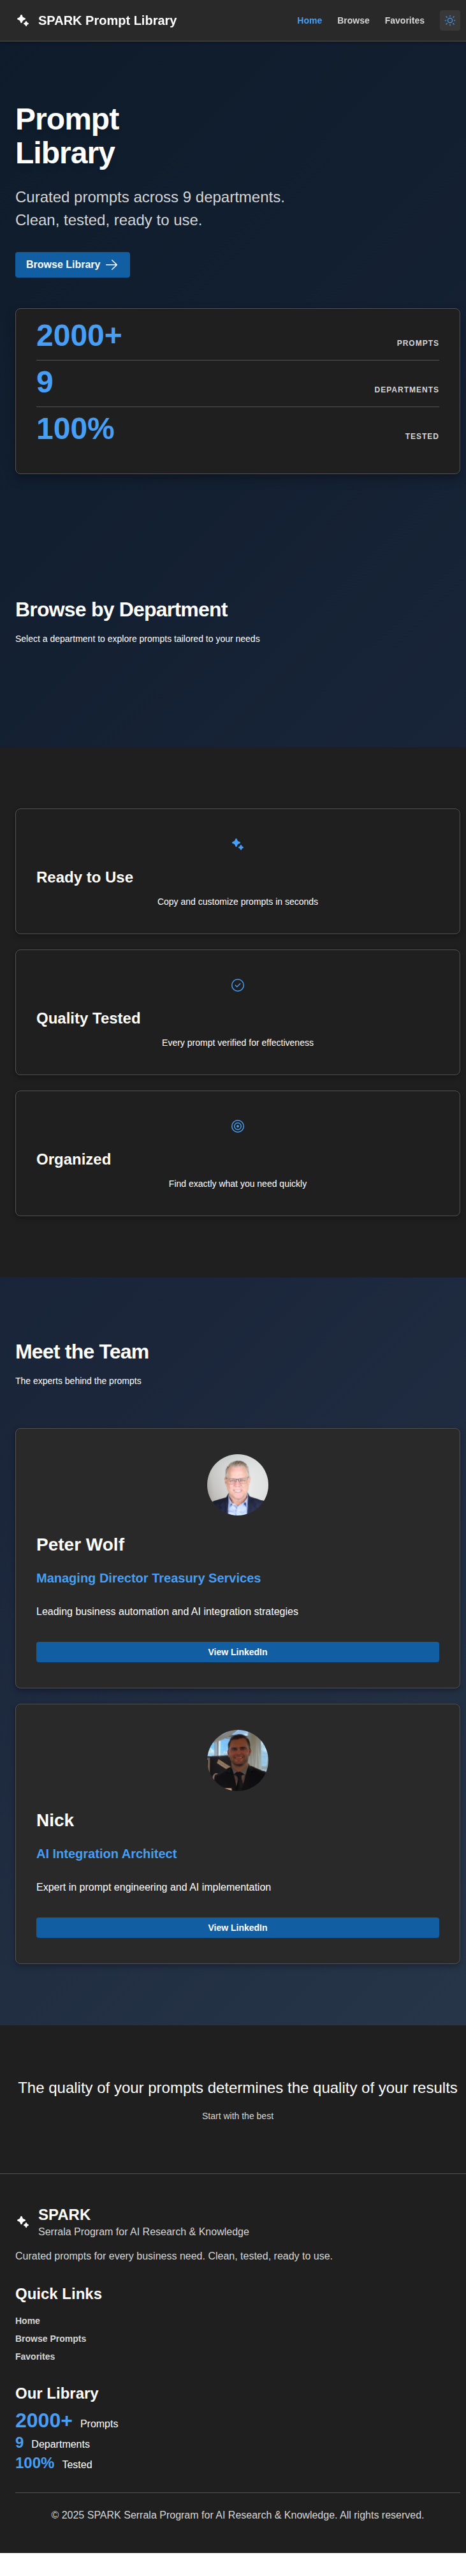 SPARK Prompt Library
Home Browse Favorites
Prompt
Library
Curated prompts across 9 departments.
Clean, tested, ready to use.
Browse Library
2000+ PROMPTS
9 DEPARTMENTS
100% TESTED
Browse by Department
Select a department to explore prompts tailored to your needs
Ready to Use
Copy and customize prompts in seconds
Quality Tested
Every prompt verified for effectiveness
Organized
Find exactly what you need quickly
Meet the Team
The experts behind the prompts
Peter Wolf
Managing Director Treasury Services
Leading business automation and AI integration strategies
View LinkedIn
Nick
AI Integration Architect
Expert in prompt engineering and AI implementation
View LinkedIn
The quality of your prompts determines the quality of your results
Start with the best
SPARK
Serrala Program for AI Research & Knowledge
Curated prompts for every business need. Clean, tested, ready to use.
Quick Links
Home
Browse Prompts
Favorites
Our Library
2000+ Prompts
9 Departments
100% Tested
© 2025 SPARK Serrala Program for AI Research & Knowledge. All rights reserved.